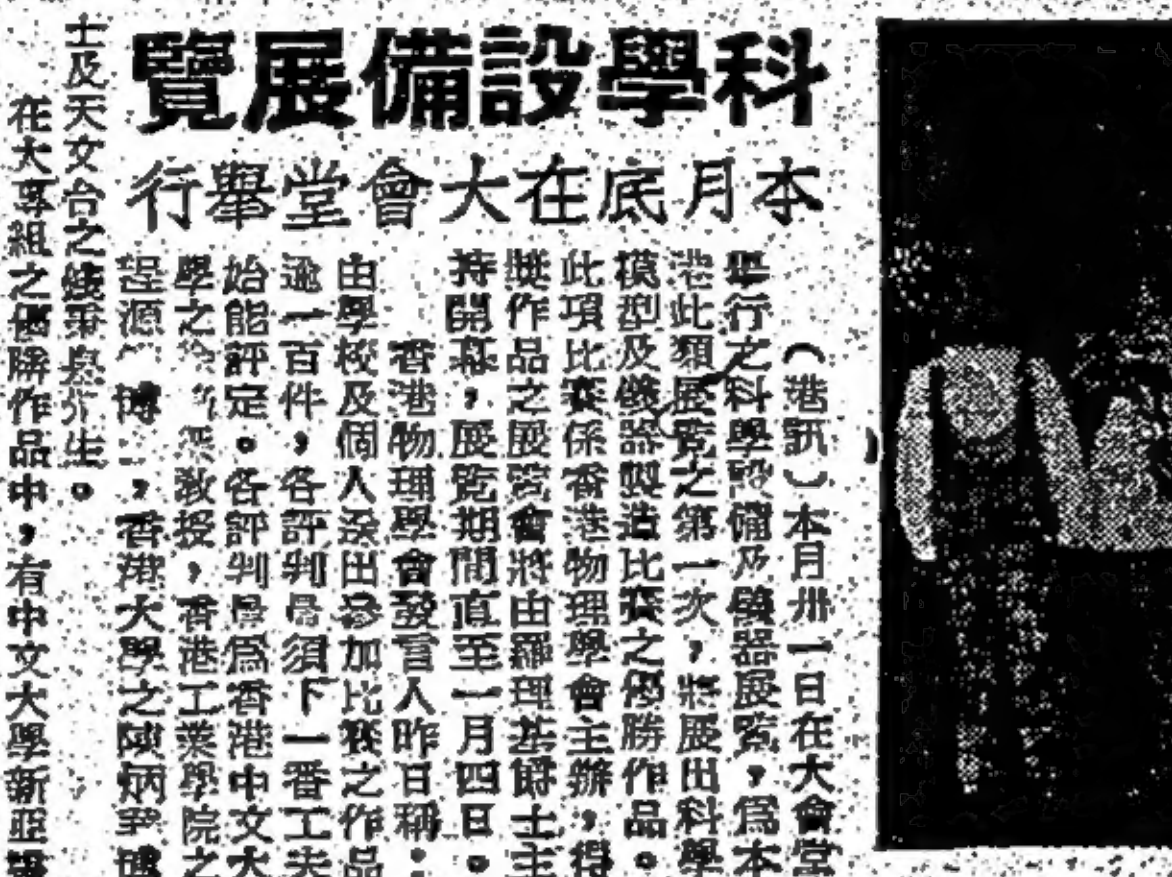 科學設備展覽
本月底在大會堂舉行
（港訊）本月卅一日在大會堂
舉行之科學設備及儀器展覽，為本
港此類展覽之第一次，將展出科學
模型及儀器製造比賽之優勝作品。
此項比賽係香港物理學會主辦，得
獎作品之展覽會將由羅理基爵士主
持開幕，展覽期間直至一月四日。
香港物理學會發言人昨日稱：
由學校及個人送出參加比賽之作品
逾一百件，各評判員須下一番工夫
始能評定。各評判員為香港中文大
學之 教授，香港工業學院之
源 博 ，香港大學之陳炳 博
士及天文台之 生。
在大專組之優勝作品中，有中文大學新亞書